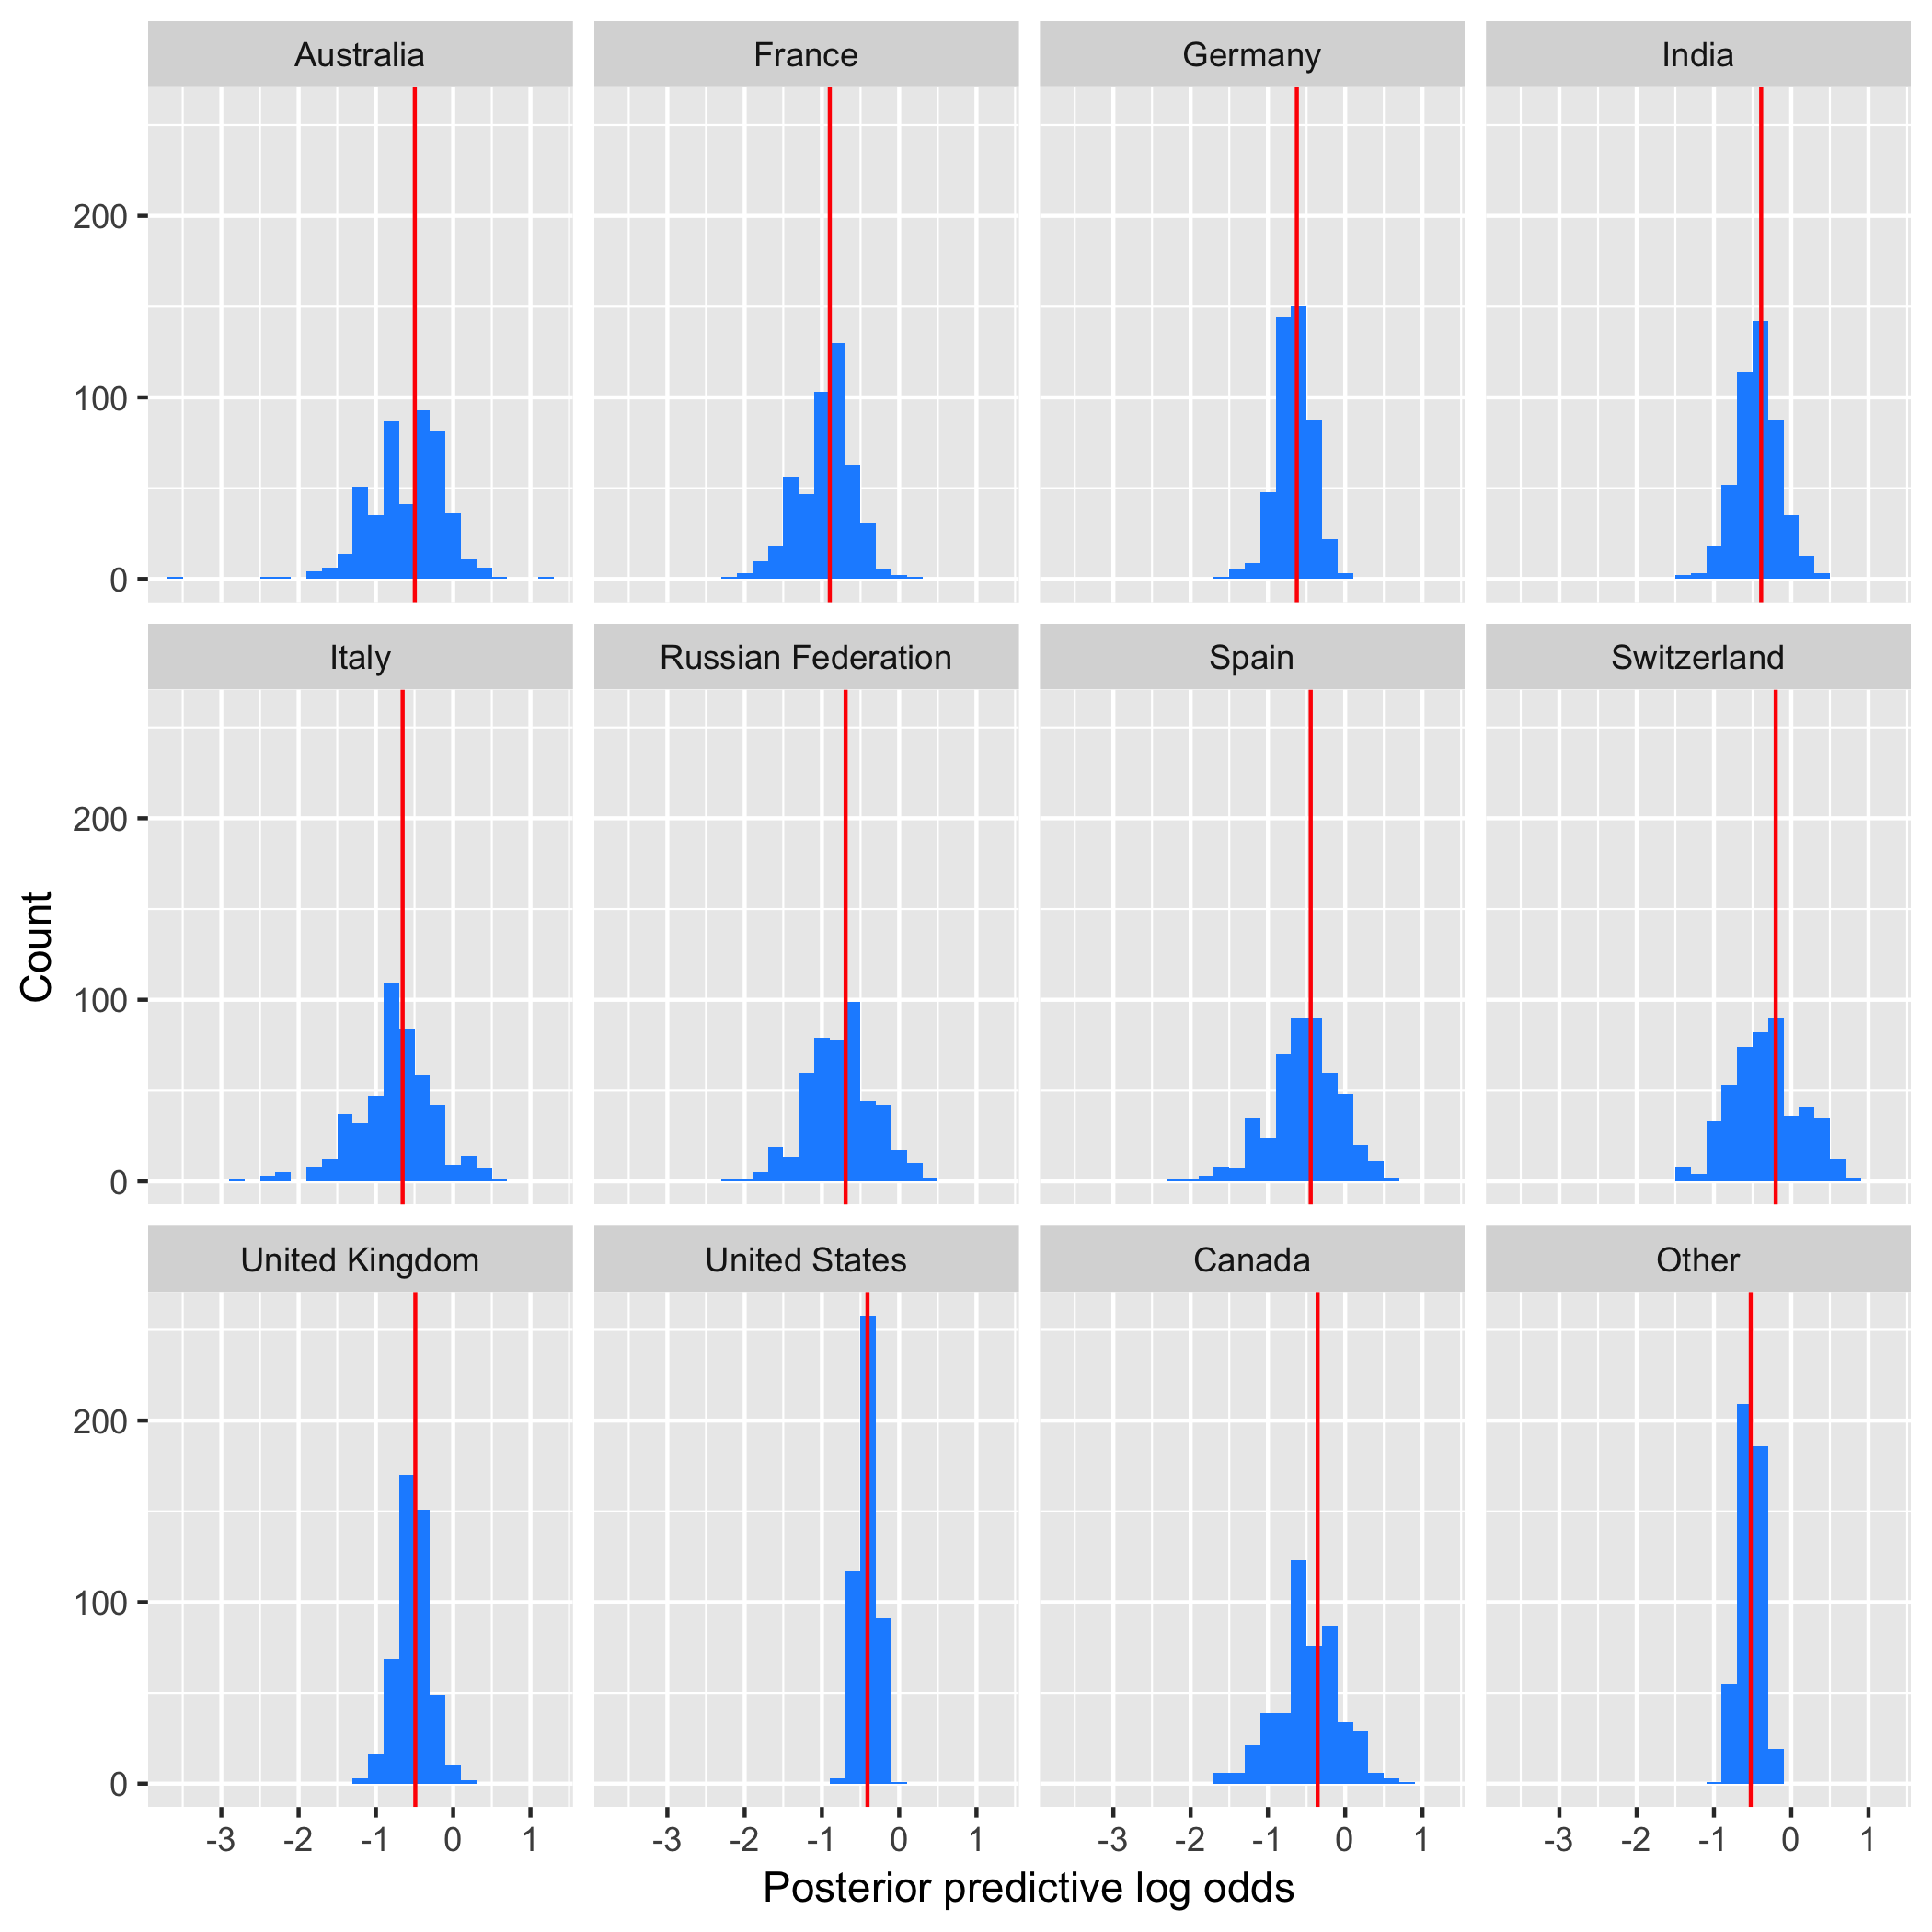 Australia France Germany India
200
100
0
Italy Russian Federation Spain Switzerland
200
100
0
Count
United Kingdom United States Canada Other
200
100
0
-3 -2 -1 0 1 -3 -2 -1 0 1 -3 -2 -1 0 1 -3 -2 -1 0 1
Posterior predictive log odds